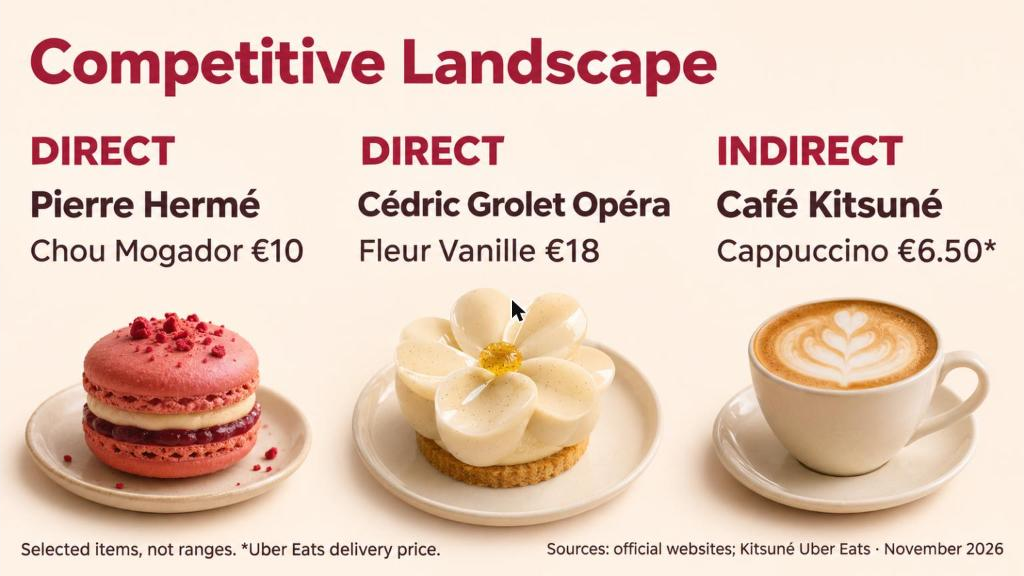 Competitive Landscape
DIRECT
Pierre Hermé
Chou Mogador €10
DIRECT
Cédric Grolet Opéra
Fleur Vanille €18
INDIRECT
Café Kitsuné
Cappuccino €6.50*
Selected items, not ranges. *Uber Eats delivery price.
Sources: official websites; Kitsuné Uber Eats · November 2026